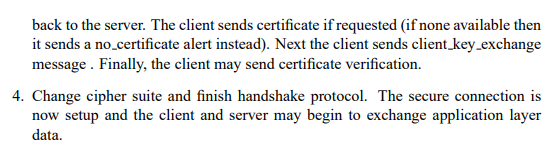 back to the server. The client sends certificate if requested (if none available then
it sends a no_certificate alert instead). Next the client sends client_key_exchange
message . Finally, the client may send certificate verification.
4. Change cipher suite and finish handshake protocol. The secure connection is
now setup and the client and server may begin to exchange application layer
data.